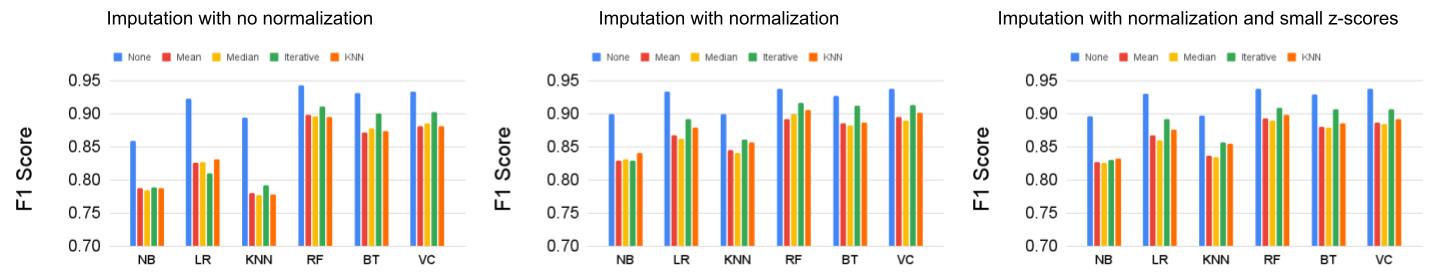 Imputation with no normalization
None Mean Median Iterative KNN
F1 Score
0.95
0.90
0.85
0.80
0.75
0.70
NB LR KNN RF BT VC
Imputation with normalization
None Mean Median Iterative KNN
F1 Score
0.95
0.90
0.85
0.80
0.75
0.70
NB LR KNN RF BT VC
Imputation with normalization and small z-scores
None Mean Median Iterative KNN
F1 Score
0.95
0.90
0.85
0.80
0.75
0.70
NB LR KNN RF BT VC